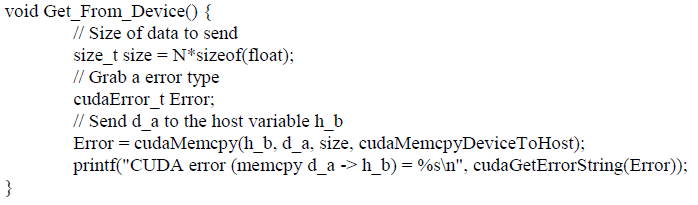 void Get_From_Device() {
// Size of data to send
size_t size = N*sizeof(float);
// Grab a error type
cudaError_t Error;
// Send d_a to the host variable h_b
Error = cudaMemcpy(h_b, d_a, size, cudaMemcpyDeviceToHost);
printf("CUDA error (memcpy d_a -> h_b) = %s\n", cudaGetErrorString(Error));
}